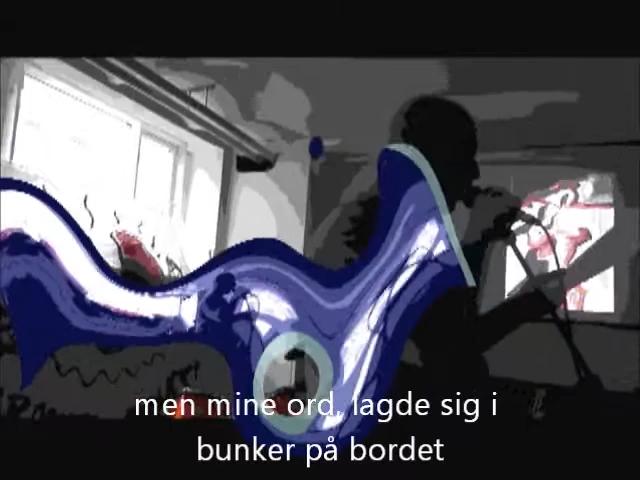 men mine ord, lagde sig i
bunker på bordet